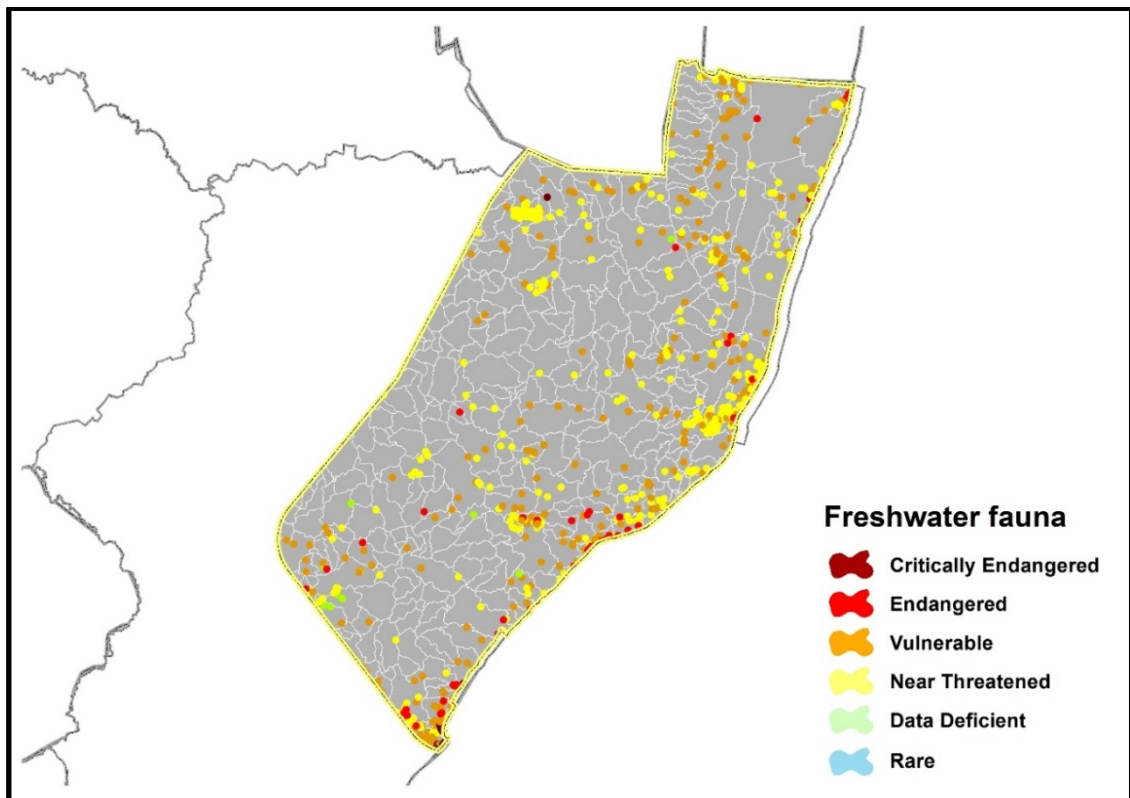 Freshwater fauna
Critically Endangered
Endangered
Vulnerable
Near Threatened
Data Deficient
Rare